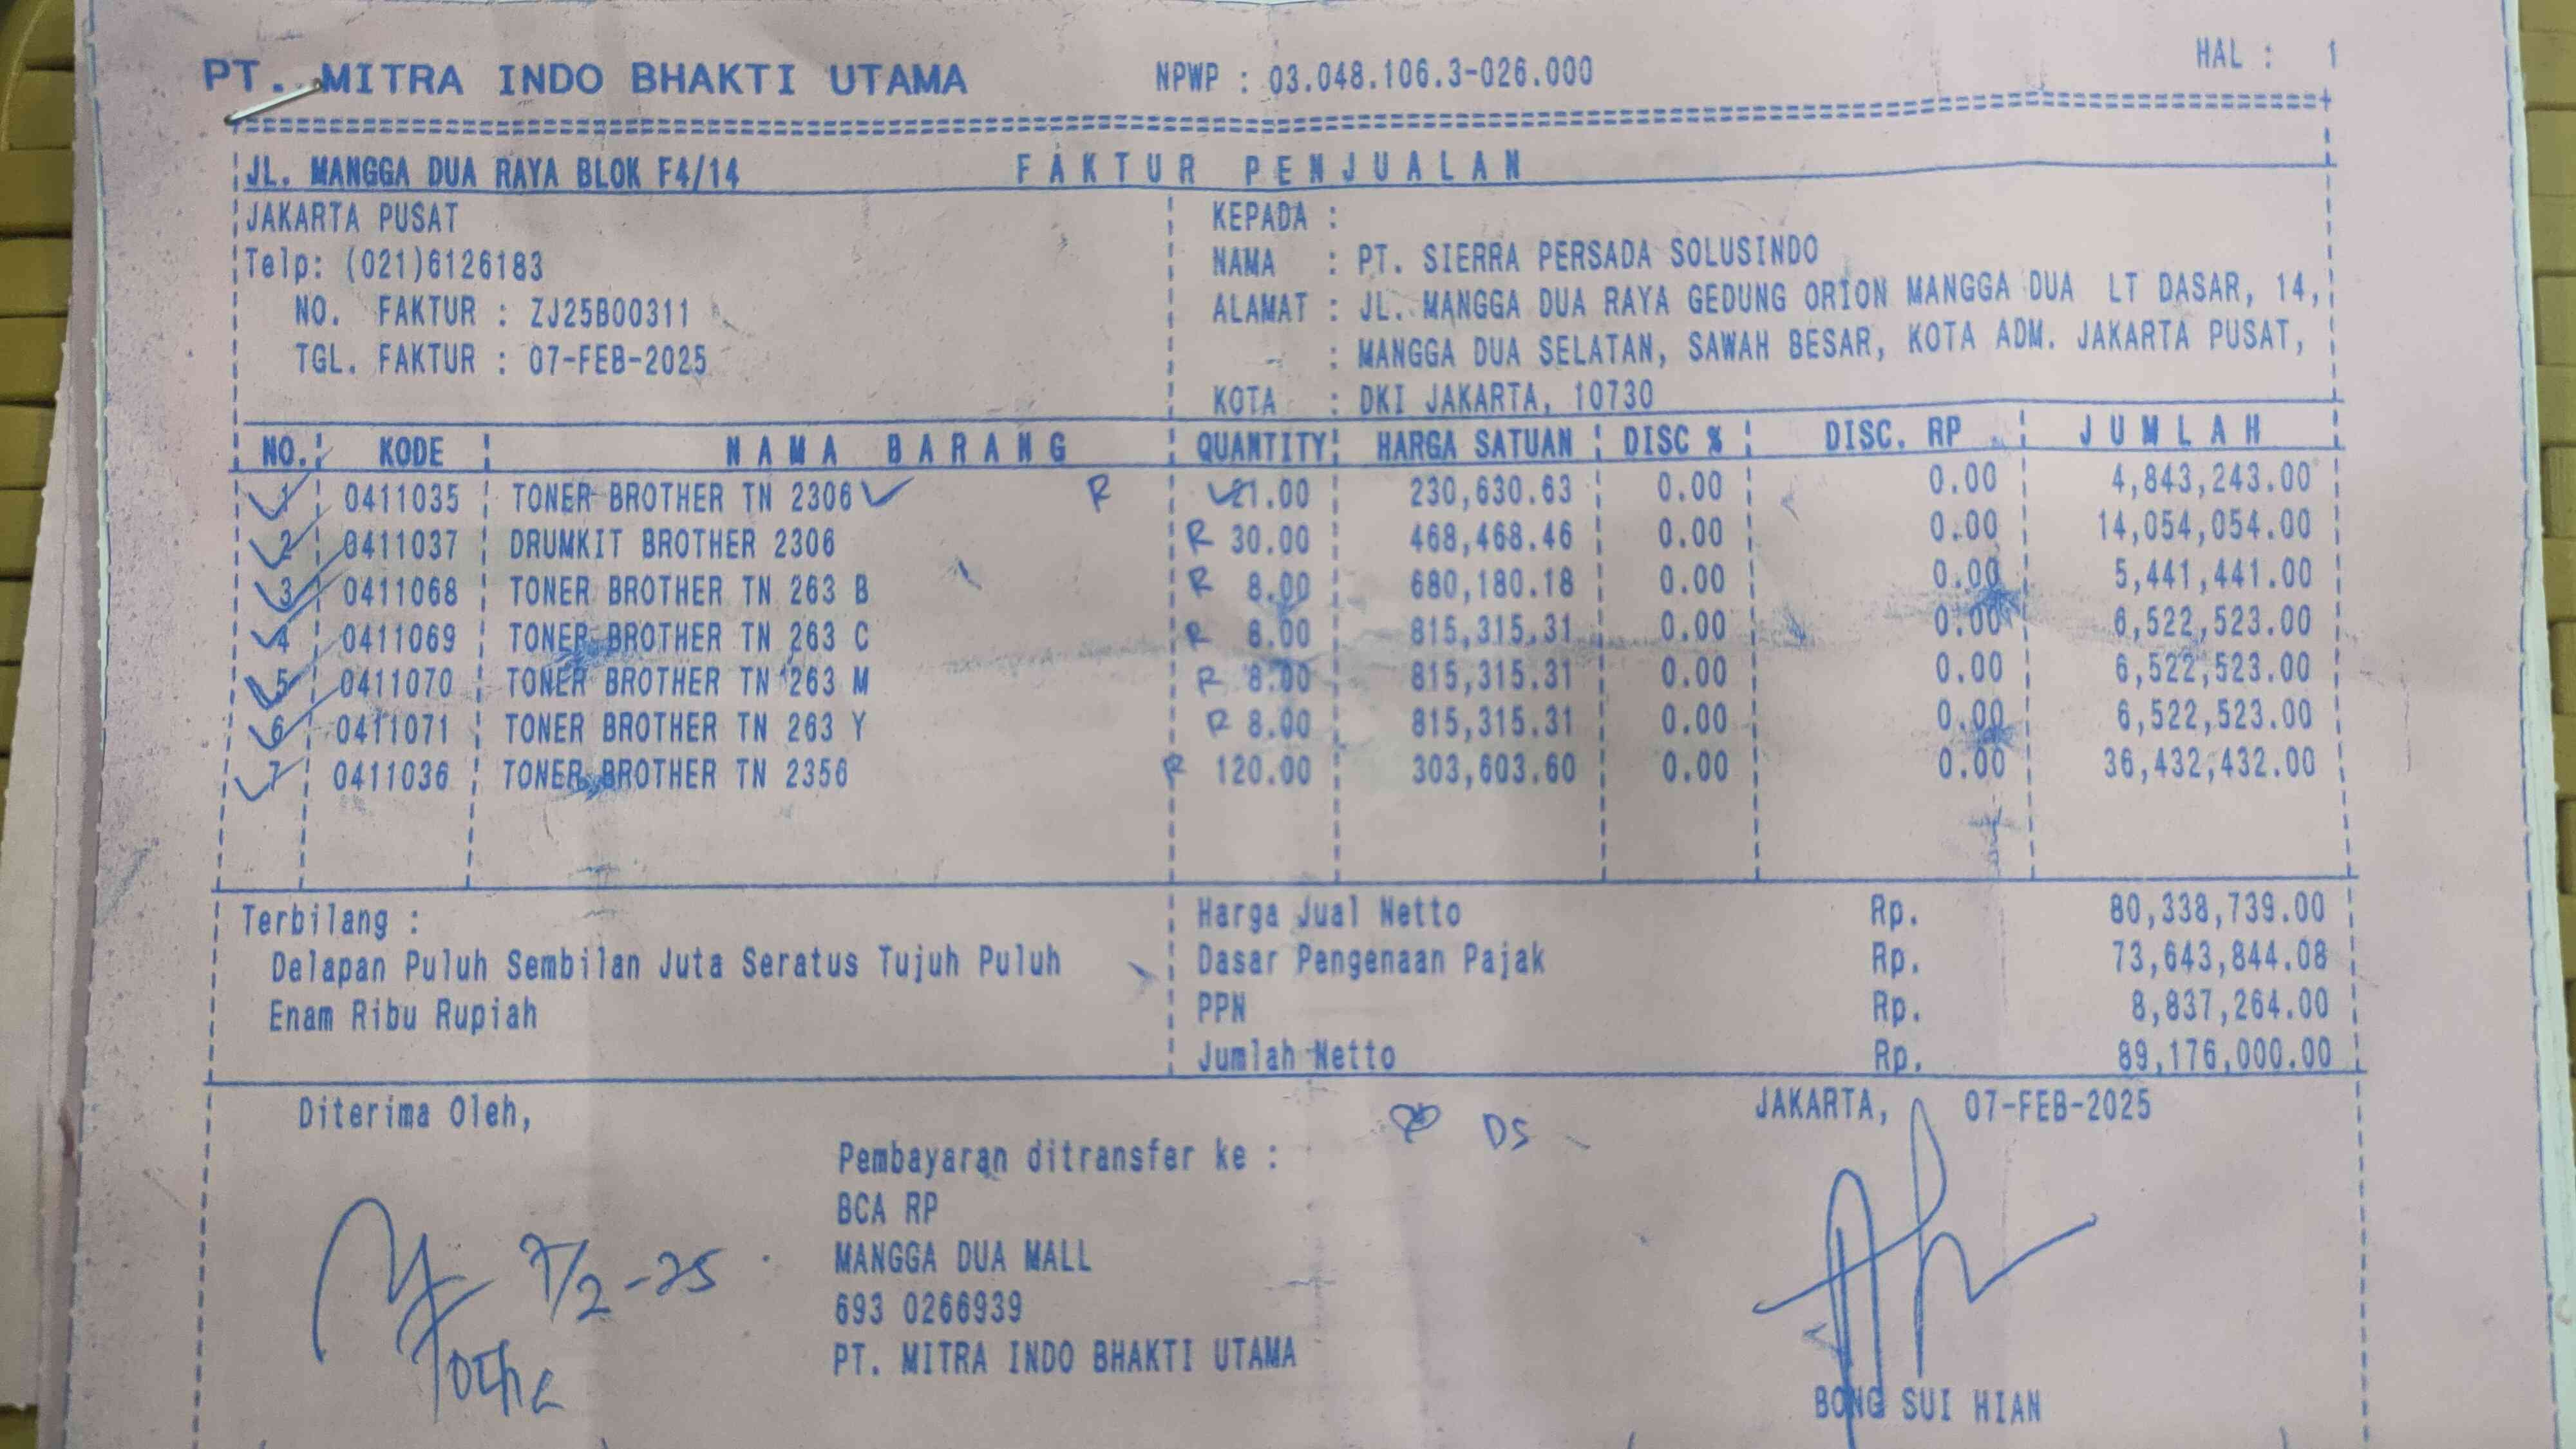 PT. MITRA INDO BHAKTI UTAMA NPWP : 03.048.106.3-026.000 HAL : 1
JL. MANGGA DUA RAYA BLOK F4/14 FAKTUR PENJUALAN
JAKARTA PUSAT
Telp: (021)6126183
NO. FAKTUR : ZJ25B00311
TGL. FAKTUR : 07-FEB-2025
KEPADA :
NAMA : PT. SIERRA PERSADA SOLUSINDO
ALAMAT : JL. MANGGA DUA RAYA GEDUNG ORION MANGGA DUA LT DASAR, 14,
: MANGGA DUA SELATAN, SAWAH BESAR, KOTA ADM. JAKARTA PUSAT,
KOTA : DKI JAKARTA, 10730
NO. KODE NAMA BARANG QUANTITY HARGA SATUAN DISC % DISC. RP JUMLAH
1 0411035 TONER BROTHER TN 2306 R 21.00 230,630.63 0.00 0.00 4,843,243.00
2 0411037 DRUMKIT BROTHER 2306 R 30.00 468,468.46 0.00 0.00 14,054,054.00
3 0411068 TONER BROTHER TN 263 B R 8.00 680,180.18 0.00 0.00 5,441,441.00
4 0411069 TONER BROTHER TN 263 C R 8.00 815,315.31 0.00 0.00 6,522,523.00
5 0411070 TONER BROTHER TN 263 M R 8.00 815,315.31 0.00 0.00 6,522,523.00
6 0411071 TONER BROTHER TN 263 Y R 8.00 815,315.31 0.00 0.00 6,522,523.00
7 0411036 TONER BROTHER TN 2356 R 120.00 303,603.60 0.00 0.00 36,432,432.00
Terbilang :
Delapan Puluh Sembilan Juta Seratus Tujuh Puluh
Enam Ribu Rupiah
Harga Jual Netto Rp. 80,338,739.00
Dasar Pengenaan Pajak Rp. 73,643,844.08
PPN Rp. 8,837,264.00
Jumlah Netto Rp. 89,176,000.00
Diterima Oleh,
DS
JAKARTA, 07-FEB-2025
Pembayaran ditransfer ke :
BCA RP
MANGGA DUA MALL
693 0266939
PT. MITRA INDO BHAKTI UTAMA
7/2-25
BONG SUI HIAN